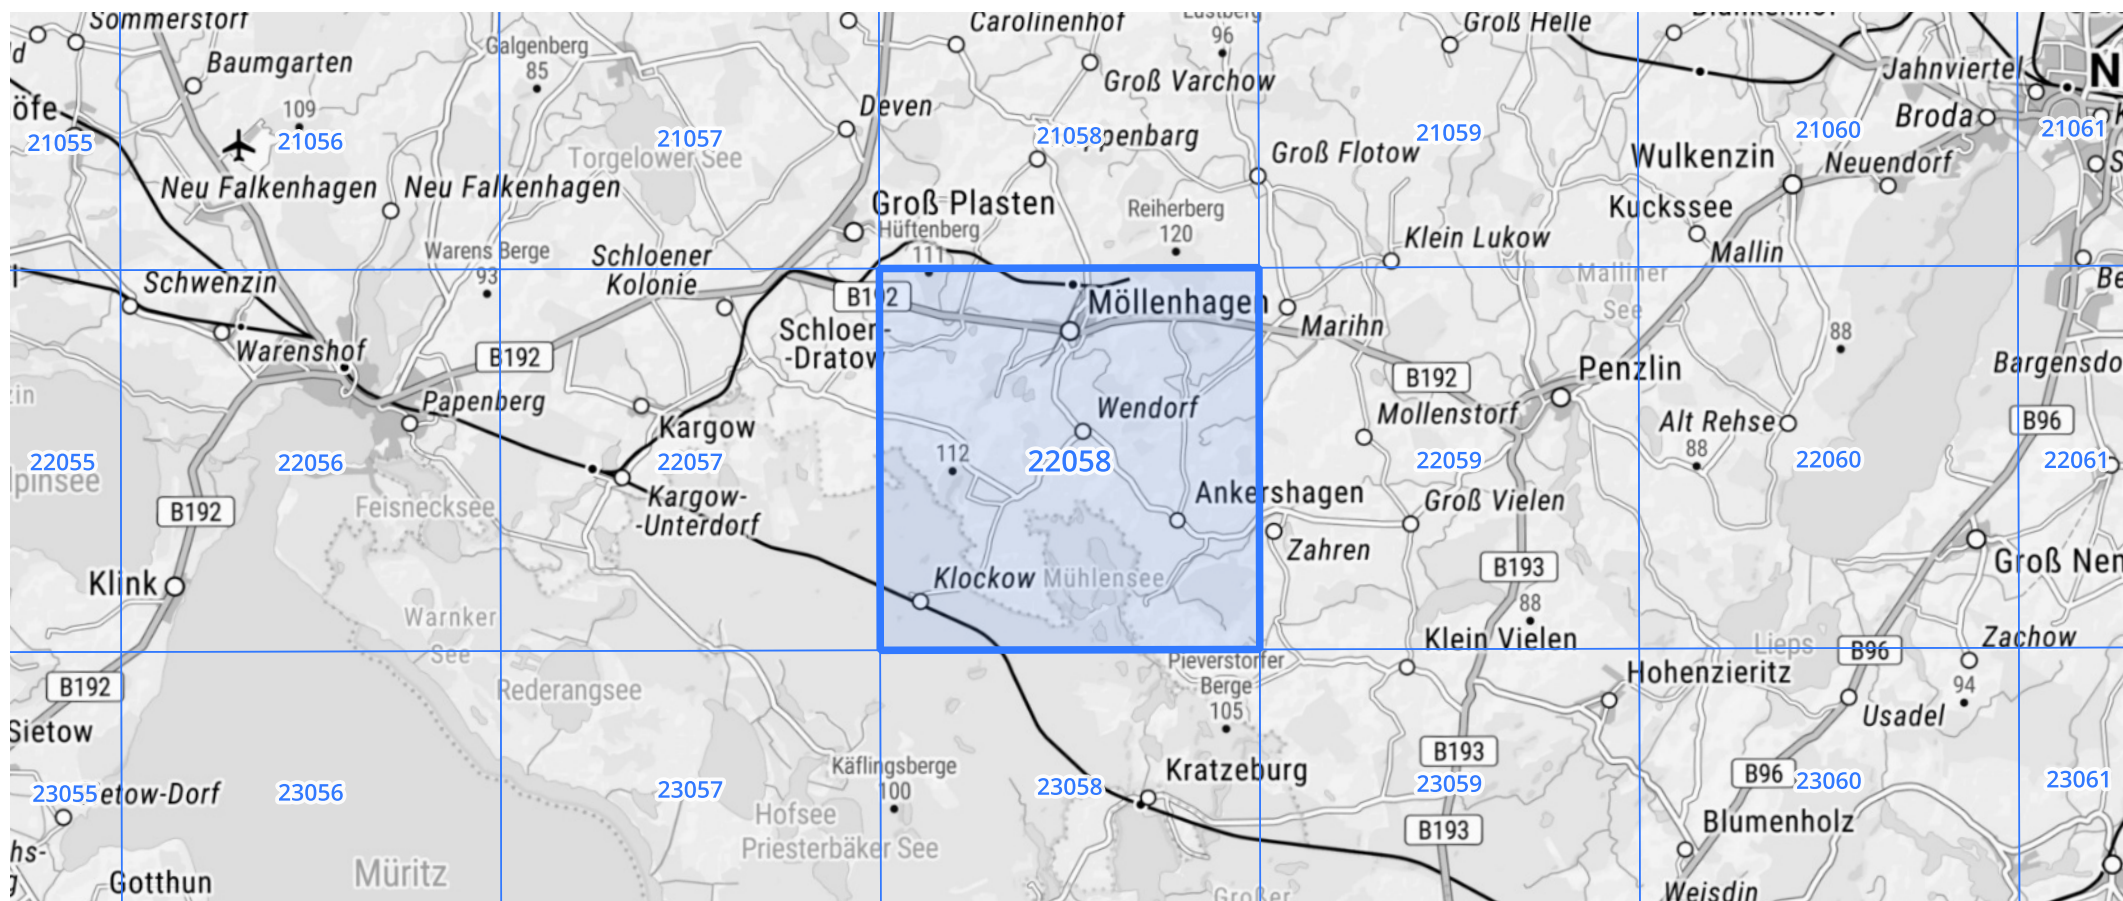 Sommerstorf
Carolinenhof
96
Groß Helle
Baumgarten
Galgenberg
85
Groß Varchow
Jahnviertel
N
109
öfe
Deven
Broda
21055
21056
21057
21058
21059
21060
21061
Torgelower See
Groß Flotow
Wulkenzin
Neuendorf
Neu Falkenhagen
Neu Falkenhagen
Groß Plasten
Reiherberg
120
Kuckssee
Hüftenberg
111
Warens Berge
93
Schloener
Kolonie
Klein Lukow
Mallin
Malliner
See
Schwenzin
B192
Möllenhagen
Marihn
Schloen-
-Dratow
88
Warenshof
B192
Penzlin
B192
Papenberg
Kargow
Wendorf
Mollenstorf
Alt Rehse
88
B96
22055
22056
22057
112
22058
22059
22060
22061
Feisnecksee
B192
Kargow-
-Unterdorf
Ankershagen
Groß Vielen
Zahren
B193
88
Klink
Klockow
Mühlensee
Warnker
See
Klein Vielen
Lieps
B96
Zachow
94
B192
Rederangsee
Pieverstorfer
Berge
105
Hohenzieritz
Usadel
Sietow
Käflingsberge
100
Kratzeburg
B193
B96
23055
etow-Dorf
23056
23057
23058
23059
23060
23061
Hofsee
Priesterbäker See
B193
Blumenholz
Müritz
Gotthun
Großer
Weisdin